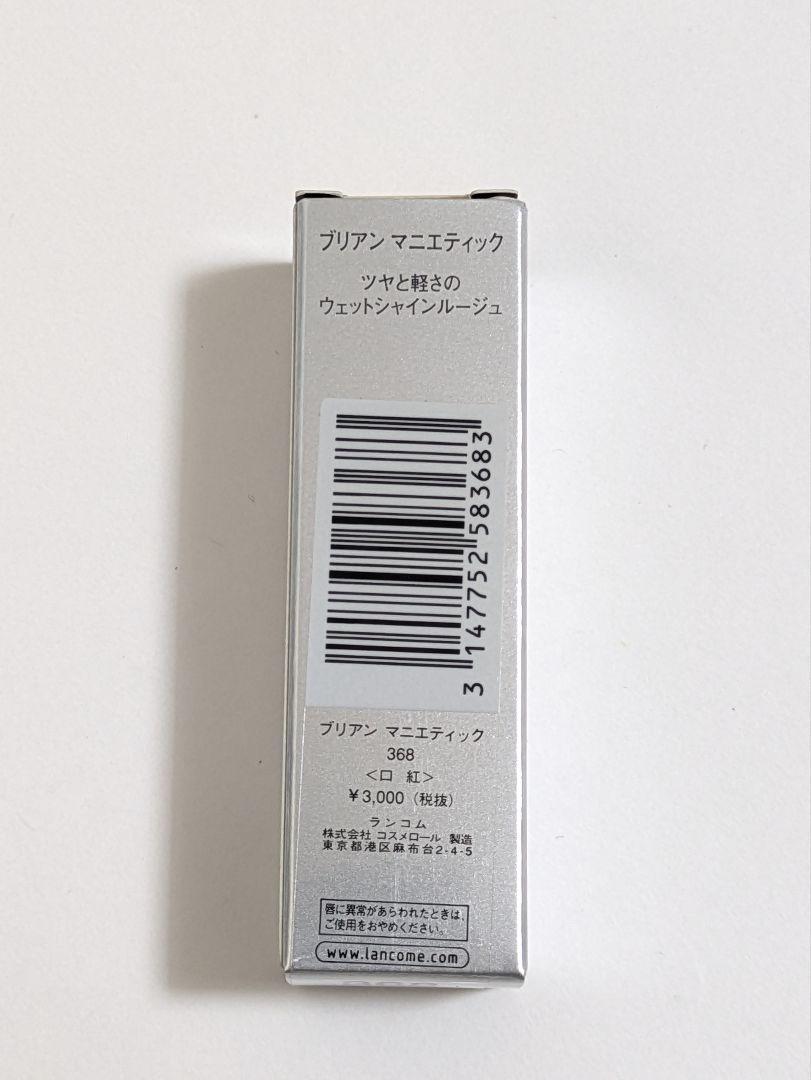 ブリアン マニエティック
ツヤと軽さの
ウェットシャインルージュ
3 147752 583683
ブリアン マニエティック
368
<口 紅>
¥3,000（税抜）
ランコム
株式会社 コスメロール 製造
東京都港区麻布台2-4-5
唇に異常があらわれたときは、
ご使用をおやめください。
www.lancome.com